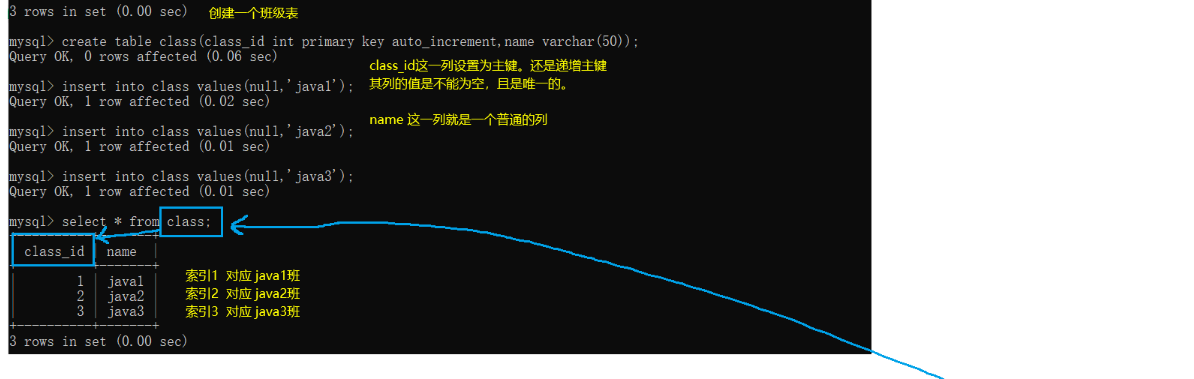 3 rows in set (0.00 sec) 创建一个班级表
mysql> create table class(class_id int primary key auto_increment,name varchar(50));
Query OK, 0 rows affected (0.06 sec)
class_id这一列设置为主键。还是递增主键
其列的值是不能为空，且是唯一的。
mysql> insert into class values(null,'java1');
Query OK, 1 row affected (0.02 sec)
name 这一列就是一个普通的列
mysql> insert into class values(null,'java2');
Query OK, 1 row affected (0.01 sec)
mysql> insert into class values(null,'java3');
Query OK, 1 row affected (0.01 sec)
mysql> select * from class;
+----------+-------+
| class_id | name  |
+----------+-------+
|        1 | java1 | 索引1 对应 java1班
|        2 | java2 | 索引2 对应 java2班
|        3 | java3 | 索引3 对应 java3班
+----------+-------+
3 rows in set (0.00 sec)